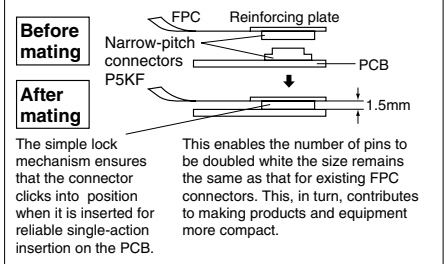 Before
mating
FPC
Reinforcing plate
Narrow-pitch
connectors
P5KF
PCB
After
mating
1.5mm
The simple lock
mechanism ensures
that the connector
clicks into position
when it is inserted for
reliable single-action
insertion on the PCB.
This enables the number of pins to
be doubled white the size remains
the same as that for existing FPC
connectors. This, in turn, contributes
to making products and equipment
more compact.